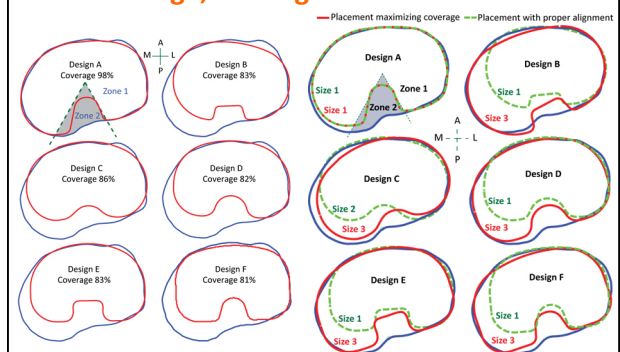 Placement maximizing coverage
Placement with proper alignment
Design A
Coverage 98%
A
M L
P
Zone 1
Zone 2
Design B
Coverage 83%
Design C
Coverage 86%
Design D
Coverage 82%
Design E
Coverage 83%
Design F
Coverage 81%
Design A
Size 1
Size 1
Zone 1
Zone 2
Design B
Size 1
Size 3
A
M L
P
Design C
Size 2
Size 3
Design D
Size 1
Size 3
Design E
Size 1
Size 3
Design F
Size 1
Size 3